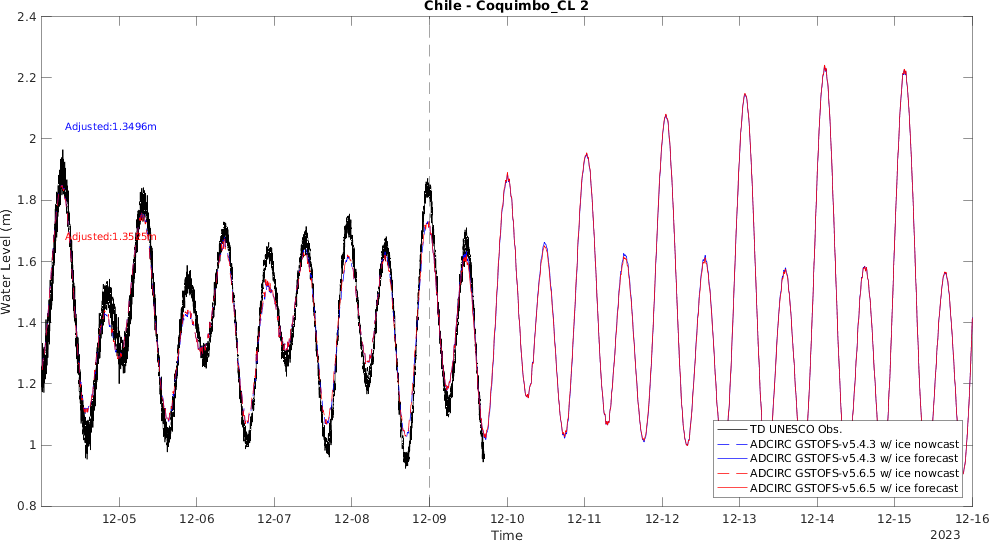 Chile - Coquimbo_CL 2
2.4
2.2
2
1.8
1.6
1.4
1.2
1
0.8
Water Level (m)
Adjusted:1.3496m
TD UNESCO Obs.
ADCIRC GSTOFS-v5.4.3 w/ ice nowcast
ADCIRC GSTOFS-v5.4.3 w/ ice forecast
ADCIRC GSTOFS-v5.6.5 w/ ice nowcast
ADCIRC GSTOFS-v5.6.5 w/ ice forecast
12-05 12-06 12-07 12-08 12-09 12-10 12-11 12-12 12-13 12-14 12-15 12-16
Time
2023